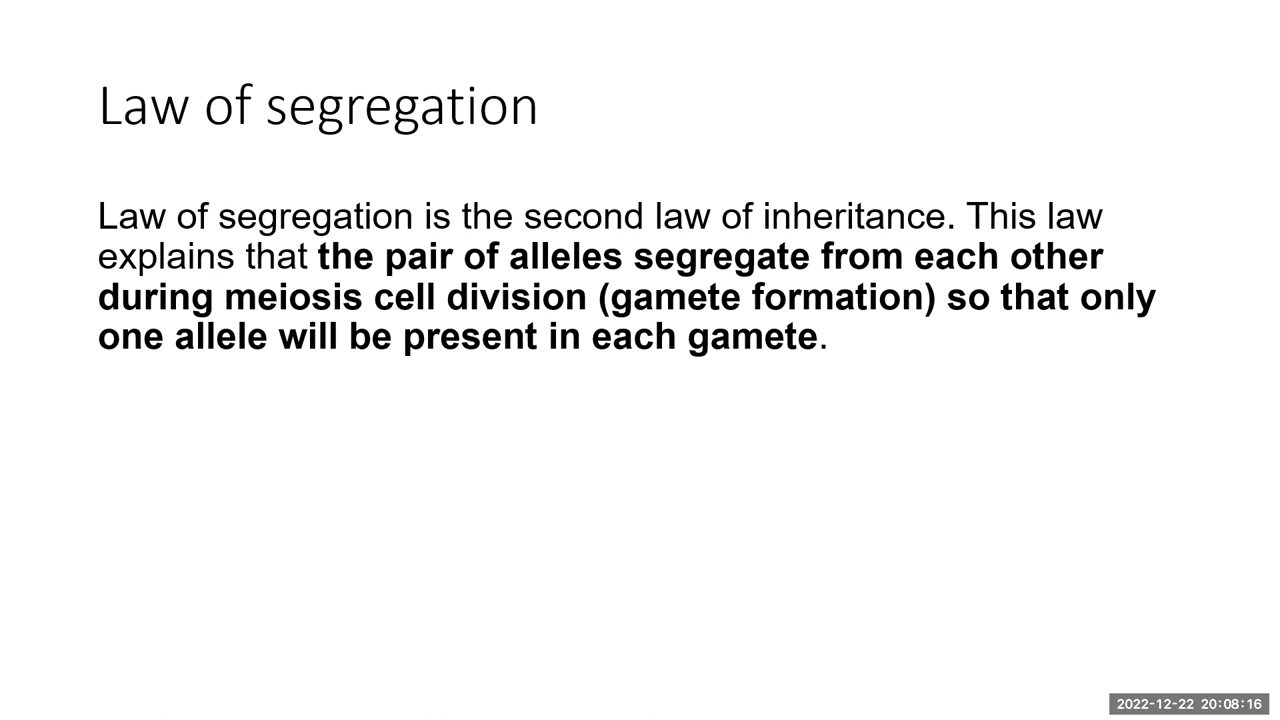 Law of segregation
Law of segregation is the second law of inheritance. This law
explains that the pair of alleles segregate from each other
during meiosis cell division (gamete formation) so that only
one allele will be present in each gamete.
2022-12-22 20:08:16